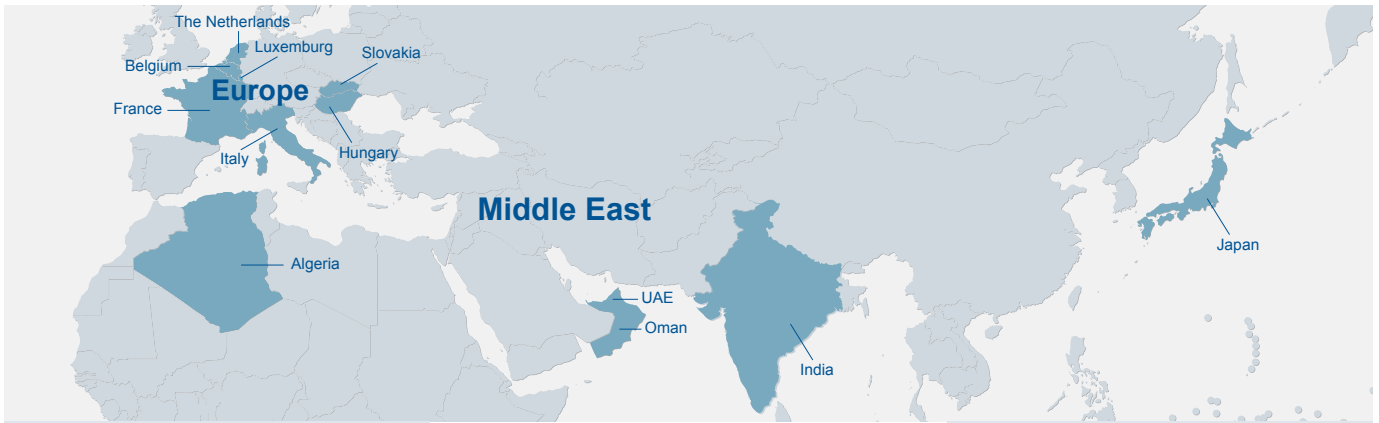 The Netherlands
Luxemburg
Slovakia
Belgium
Europe
France
Italy
Hungary
Middle East
Algeria
UAE
Oman
India
Japan